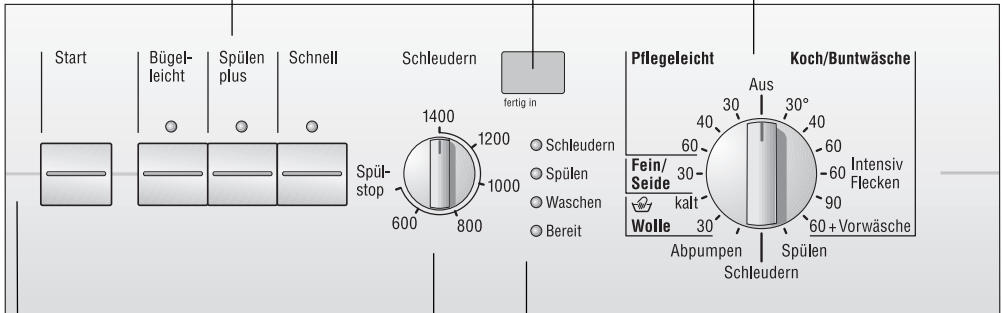 Start
Bügel-
leicht
Spülen
plus
Schnell
Schleudern
1400
1200
1000
800
600
Spül-
stop
fertig in
Schleudern
Spülen
Waschen
Bereit
Pflegeleicht
Koch/Buntwäsche
Aus
30
40
60
Fein/
Seide
30
kalt
Wolle
30
30°
40
60
60
Intensiv
Flecken
90
60 + Vorwäsche
Abpumpen
Spülen
Schleudern